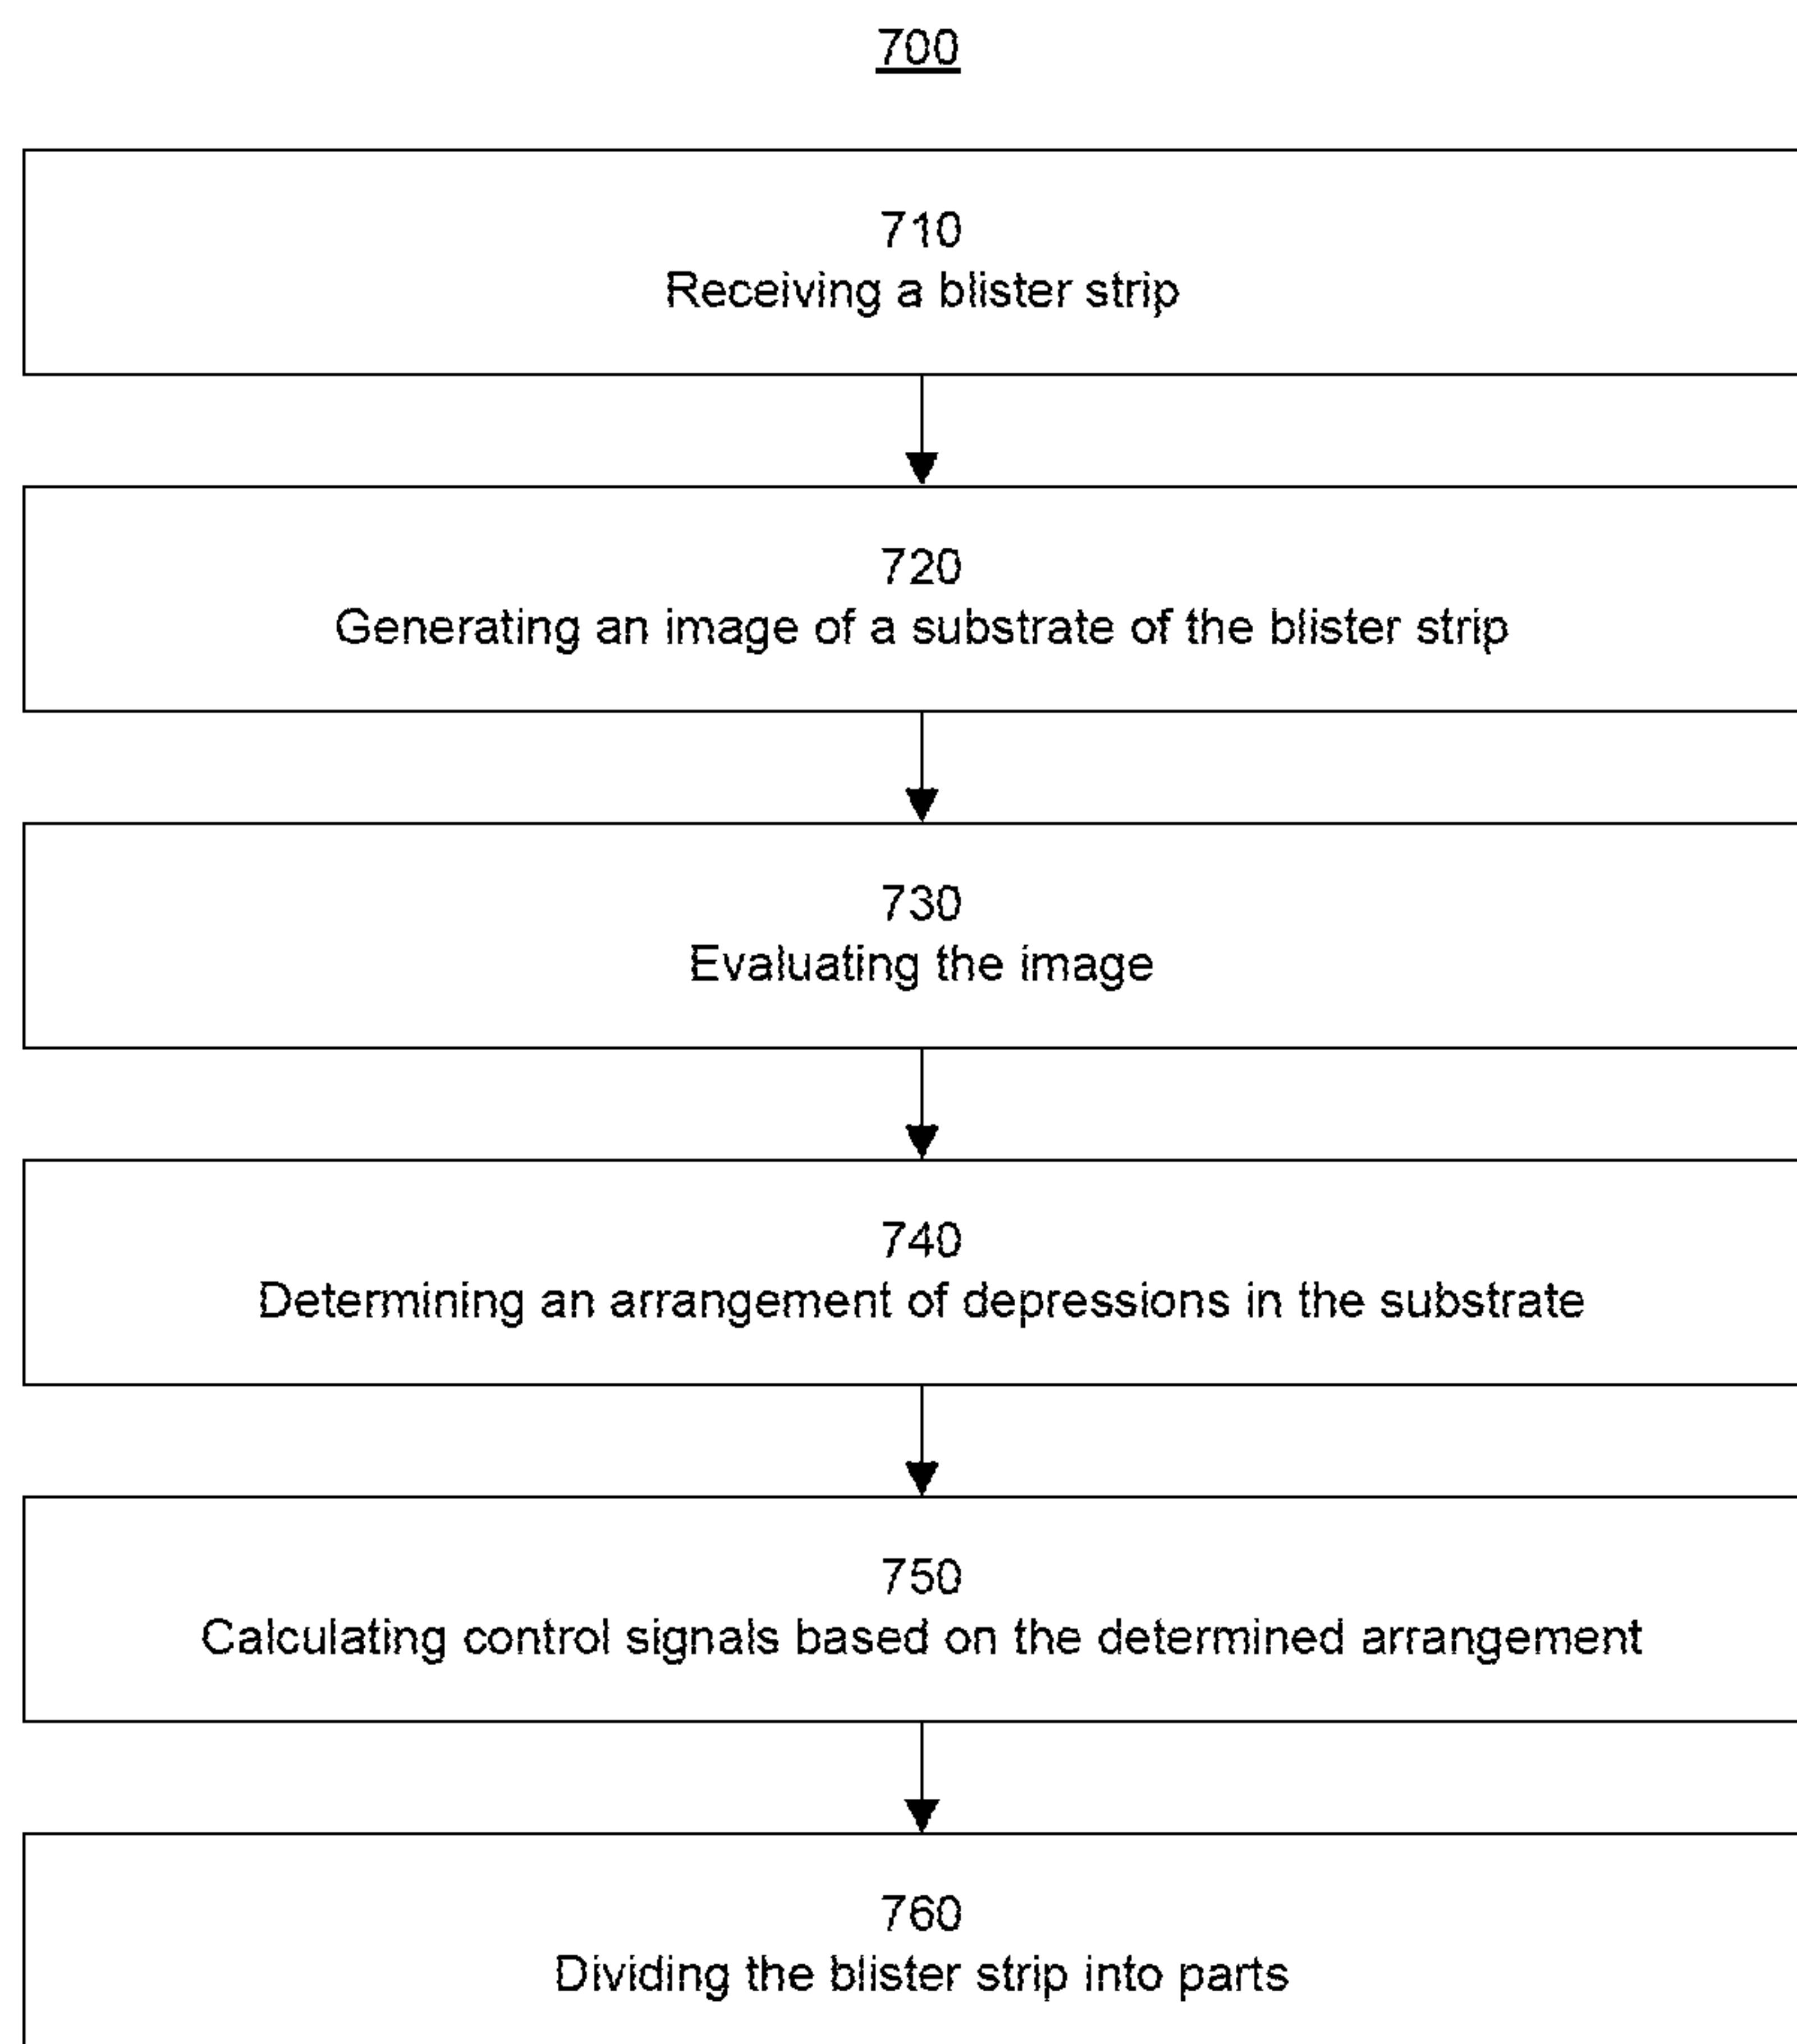 700
710
Receiving a blister strip
720
Generating an image of a substrate of the blister strip
730
Evaluating the image
740
Determining an arrangement of depressions in the substrate
750
Calculating control signals based on the determined arrangement
760
Dividing the blister strip into parts